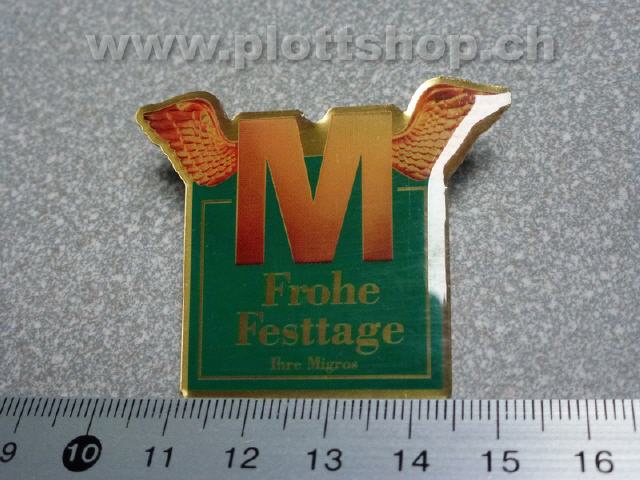 www.plottshop.ch
M
Frohe
Festtage
Ihre Migros
9 10 11 12 13 14 15 16